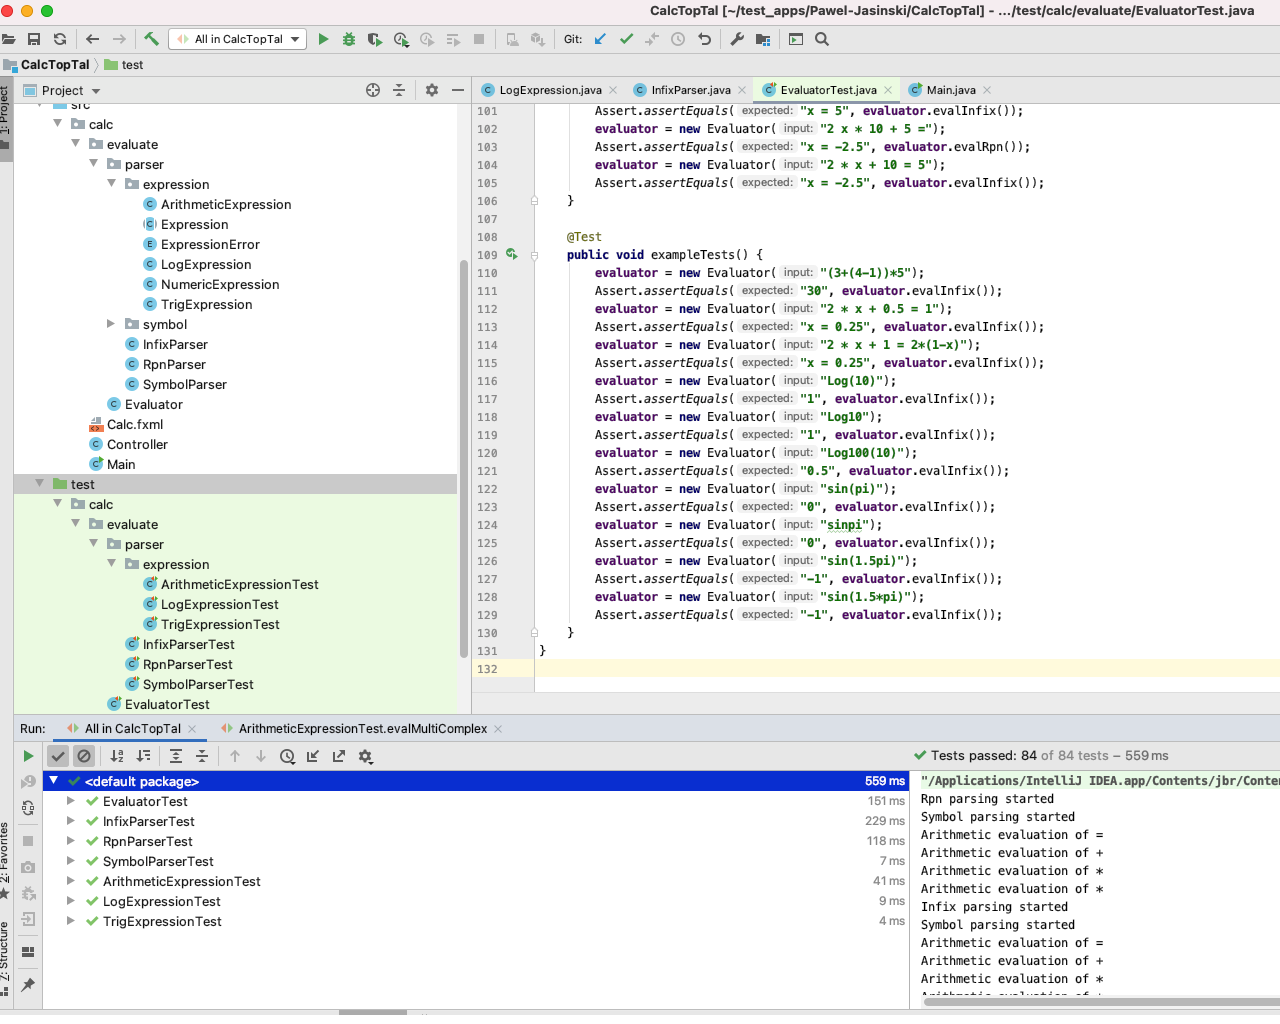 CalcTopTal [~/test_apps/Pawel-Jasinski/CalcTopTal] - .../test/calc/evaluate/EvaluatorTest.java
All in CalcTopTal
Git:
CalcTopTal
test
1: Project
Project
src
calc
evaluate
parser
expression
ArithmeticExpression
Expression
ExpressionError
LogExpression
NumericExpression
TrigExpression
symbol
InfixParser
RpnParser
SymbolParser
Evaluator
Calc.fxml
Controller
Main
test
calc
evaluate
parser
expression
ArithmeticExpressionTest
LogExpressionTest
TrigExpressionTest
InfixParserTest
RpnParserTest
SymbolParserTest
EvaluatorTest
LogExpression.java
InfixParser.java
EvaluatorTest.java
Main.java
101 Assert.assertEquals( expected: "x = 5", evaluator.evalInfix());
102 evaluator = new Evaluator( input: "2 x * 10 + 5 =");
103 Assert.assertEquals( expected: "x = -2.5", evaluator.evalRpn());
104 evaluator = new Evaluator( input: "2 * x + 10 = 5");
105 Assert.assertEquals( expected: "x = -2.5", evaluator.evalInfix());
106 }
107
108 @Test
109 public void exampleTests() {
110 evaluator = new Evaluator( input: "(3+(4-1))*5");
111 Assert.assertEquals( expected: "30", evaluator.evalInfix());
112 evaluator = new Evaluator( input: "2 * x + 0.5 = 1");
113 Assert.assertEquals( expected: "x = 0.25", evaluator.evalInfix());
114 evaluator = new Evaluator( input: "2 * x + 1 = 2*(1-x)");
115 Assert.assertEquals( expected: "x = 0.25", evaluator.evalInfix());
116 evaluator = new Evaluator( input: "Log(10)");
117 Assert.assertEquals( expected: "1", evaluator.evalInfix());
118 evaluator = new Evaluator( input: "Log10");
119 Assert.assertEquals( expected: "1", evaluator.evalInfix());
120 evaluator = new Evaluator( input: "Log100(10)");
121 Assert.assertEquals( expected: "0.5", evaluator.evalInfix());
122 evaluator = new Evaluator( input: "sin(pi)");
123 Assert.assertEquals( expected: "0", evaluator.evalInfix());
124 evaluator = new Evaluator( input: "sinpi");
125 Assert.assertEquals( expected: "0", evaluator.evalInfix());
126 evaluator = new Evaluator( input: "sin(1.5pi)");
127 Assert.assertEquals( expected: "-1", evaluator.evalInfix());
128 evaluator = new Evaluator( input: "sin(1.5*pi)");
129 Assert.assertEquals( expected: "-1", evaluator.evalInfix());
130 }
131 }
132
Run:
All in CalcTopTal
ArithmeticExpressionTest.evalMultiComplex
Tests passed: 84 of 84 tests – 559 ms
<default package> 559 ms
EvaluatorTest 151 ms
InfixParserTest 229 ms
RpnParserTest 118 ms
SymbolParserTest 7 ms
ArithmeticExpressionTest 41 ms
LogExpressionTest 9 ms
TrigExpressionTest 4 ms
"/Applications/IntelliJ IDEA.app/Contents/jbr/Conten
Rpn parsing started
Symbol parsing started
Arithmetic evaluation of =
Arithmetic evaluation of +
Arithmetic evaluation of *
Arithmetic evaluation of *
Infix parsing started
Symbol parsing started
Arithmetic evaluation of =
Arithmetic evaluation of +
Arithmetic evaluation of *
2: Favorites
7: Structure